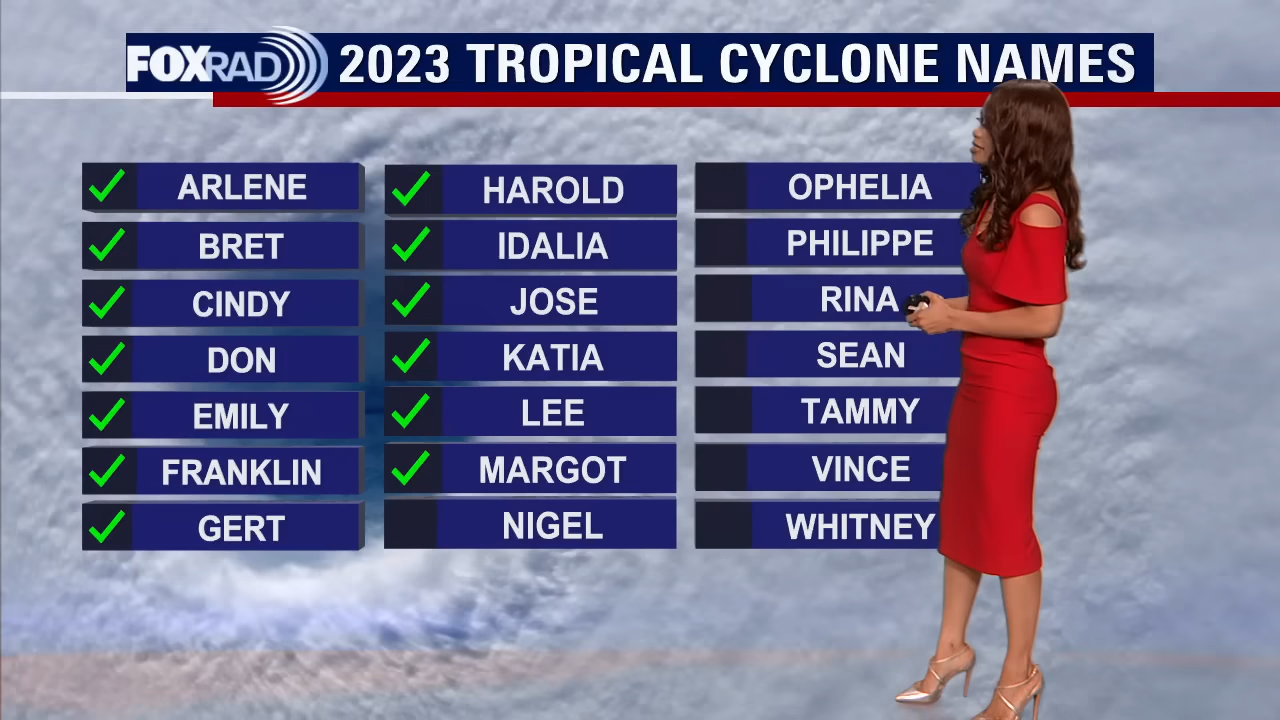 FOXRAD 2023 TROPICAL CYCLONE NAMES
ARLENE
BRET
CINDY
DON
EMILY
FRANKLIN
GERT
HAROLD
IDALIA
JOSE
KATIA
LEE
MARGOT
NIGEL
OPHELIA
PHILIPPE
RINA
SEAN
TAMMY
VINCE
WHITNEY